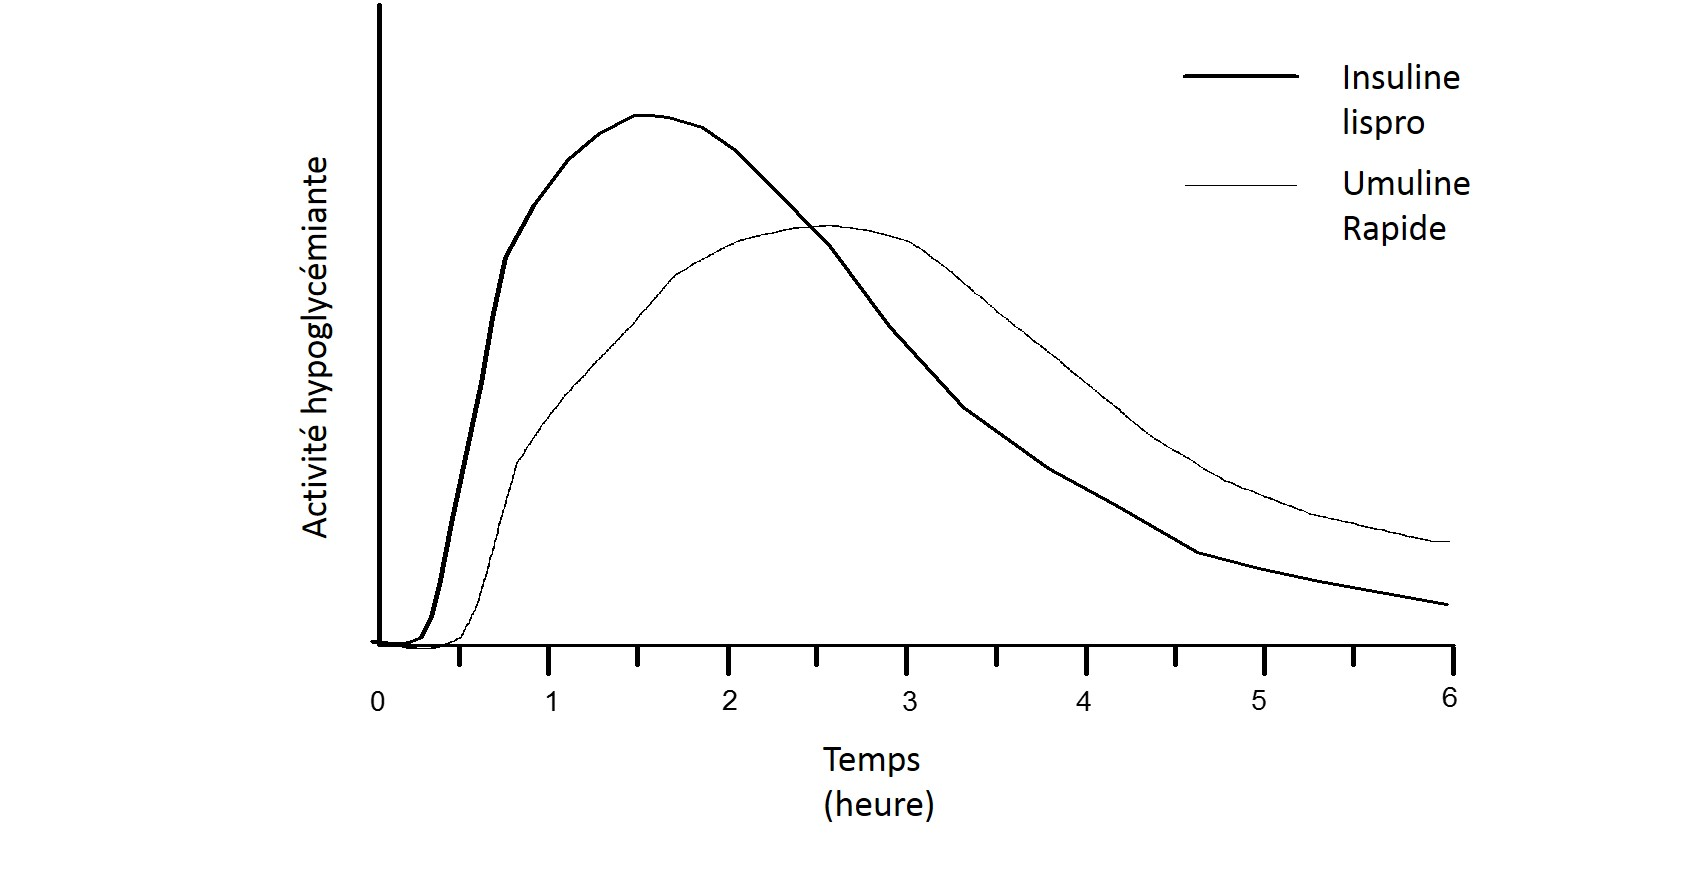 Insuline
lispro
Umuline
Rapide
Activité hypoglycémiante
0 1 2 3 4 5 6
Temps
(heure)